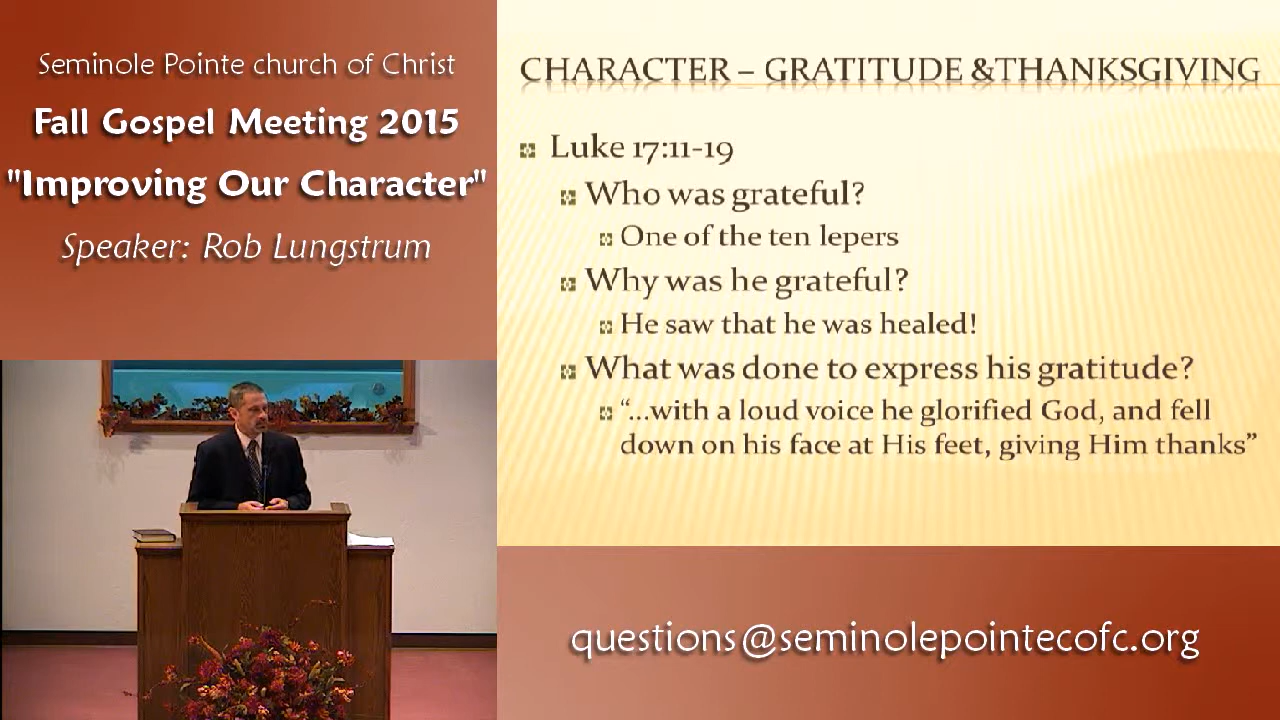 Seminole Pointe church of Christ
Fall Gospel Meeting 2015
"Improving Our Character"
Speaker: Rob Lungstrum
CHARACTER – GRATITUDE &THANKSGIVING
Luke 17:11-19
Who was grateful?
One of the ten lepers
Why was he grateful?
He saw that he was healed!
What was done to express his gratitude?
“…with a loud voice he glorified God, and fell
down on his face at His feet, giving Him thanks”
questions@seminolepointecofc.org